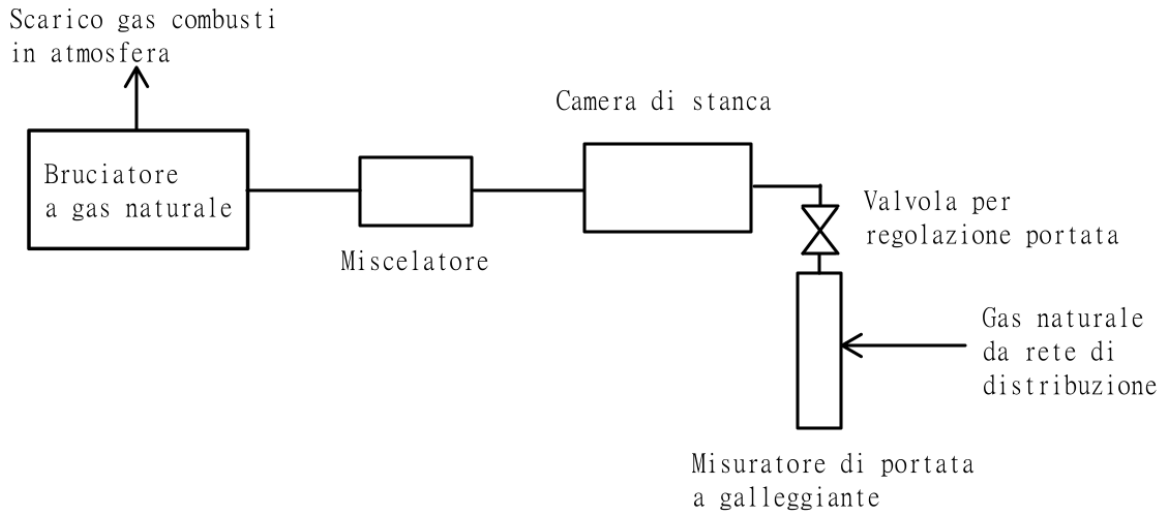 Scarico gas combusti
in atmosfera
Camera di stanca
Bruciatore
a gas naturale
Valvola per
regolazione portata
Miscelatore
Gas naturale
da rete di
distribuzione
Misuratore di portata
a galleggiante